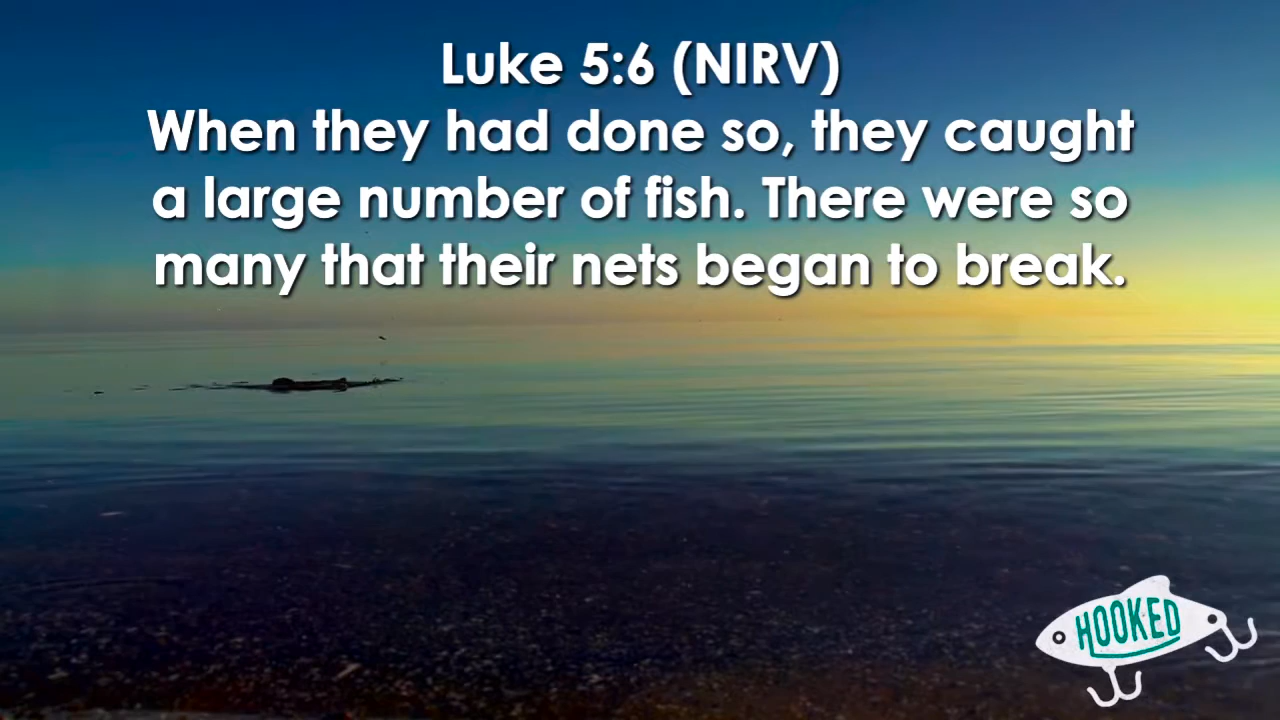 Luke 5:6 (NIRV)
When they had done so, they caught
a large number of fish. There were so
many that their nets began to break.
HOOKED